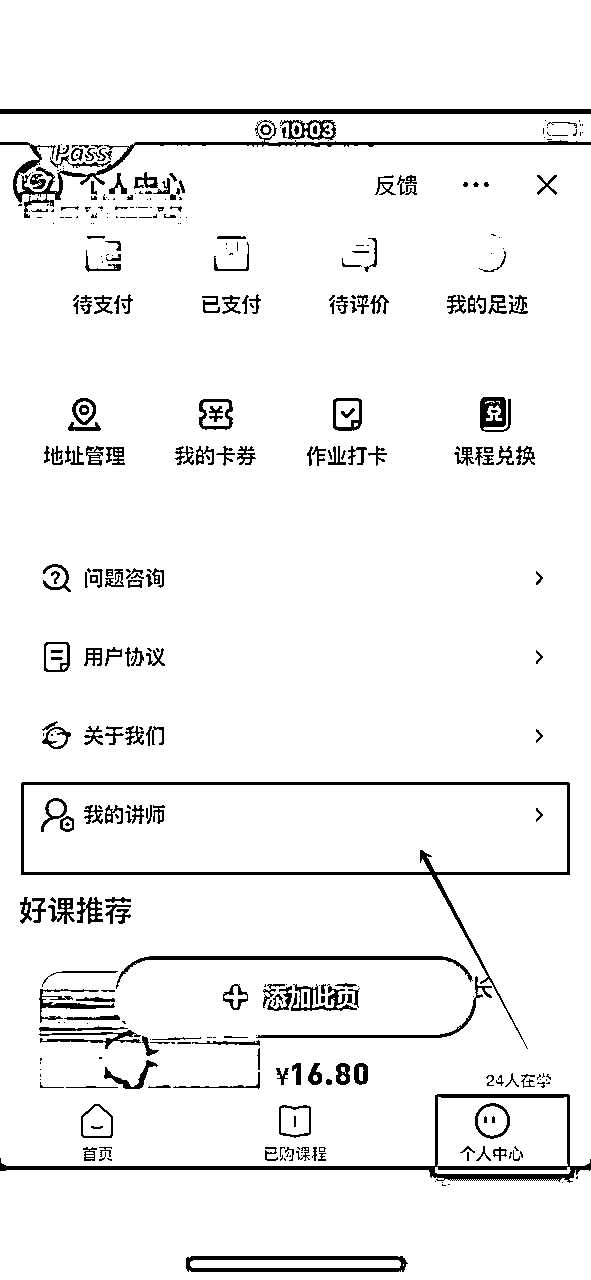 10:03
Pass
个人中心
反馈
待支付 已支付 待评价 我的足迹
地址管理 我的卡券 作业打卡 课程兑换
问题咨询
用户协议
关于我们
我的讲师
好课推荐
添加此页
长
¥16.80
24人在学
首页 已购课程 个人中心